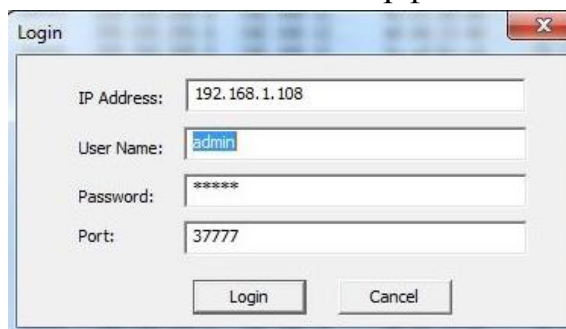 Login
IP Address: 192.168.1.108
User Name: admin
Password: *****
Port: 37777
Login Cancel